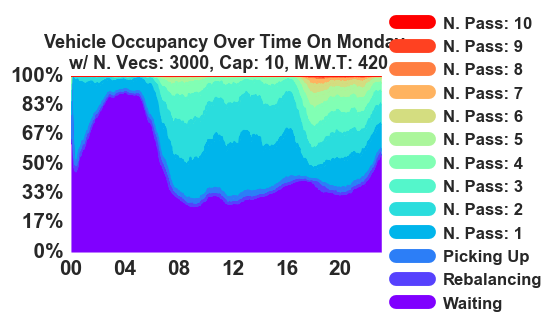 Vehicle Occupancy Over Time On Monday
w/ N. Vecs: 3000, Cap: 10, M.W.T: 420
100%
83%
67%
50%
33%
17%
0%
00 04 08 12 16 20
N. Pass: 10
N. Pass: 9
N. Pass: 8
N. Pass: 7
N. Pass: 6
N. Pass: 5
N. Pass: 4
N. Pass: 3
N. Pass: 2
N. Pass: 1
Picking Up
Rebalancing
Waiting